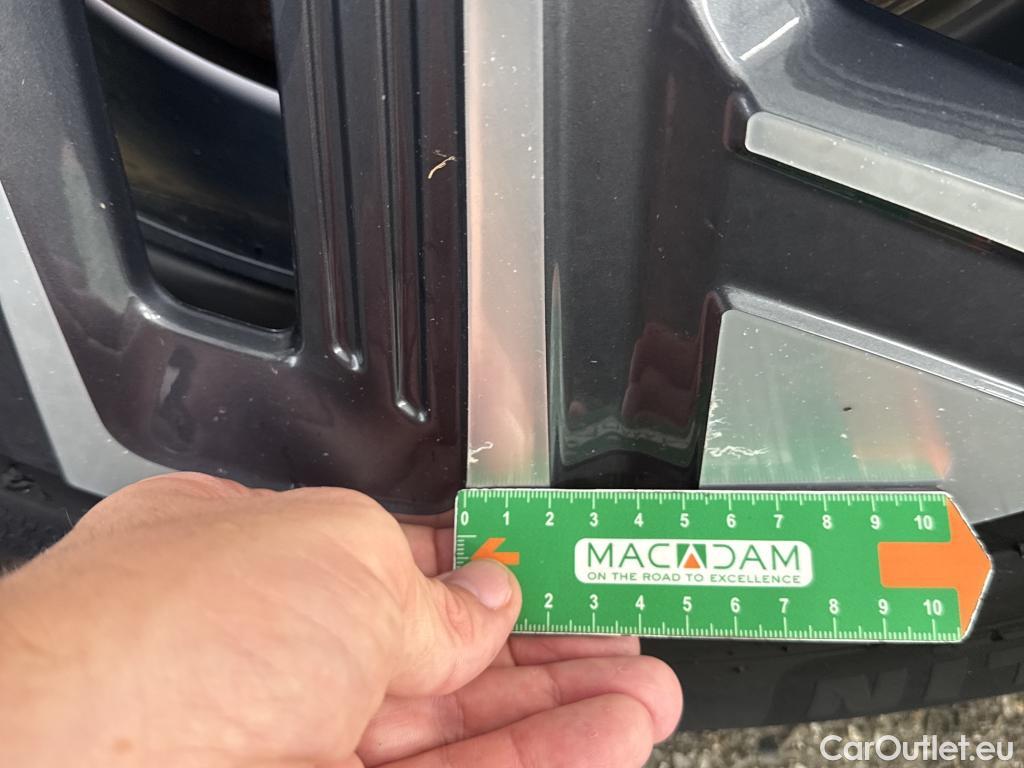 0 1 2 3 4 5 6 7 8 9 10
MACADAM
ON THE ROAD TO EXCELLENCE
2 3 4 5 6 7 8 9 10
CarOutlet.eu